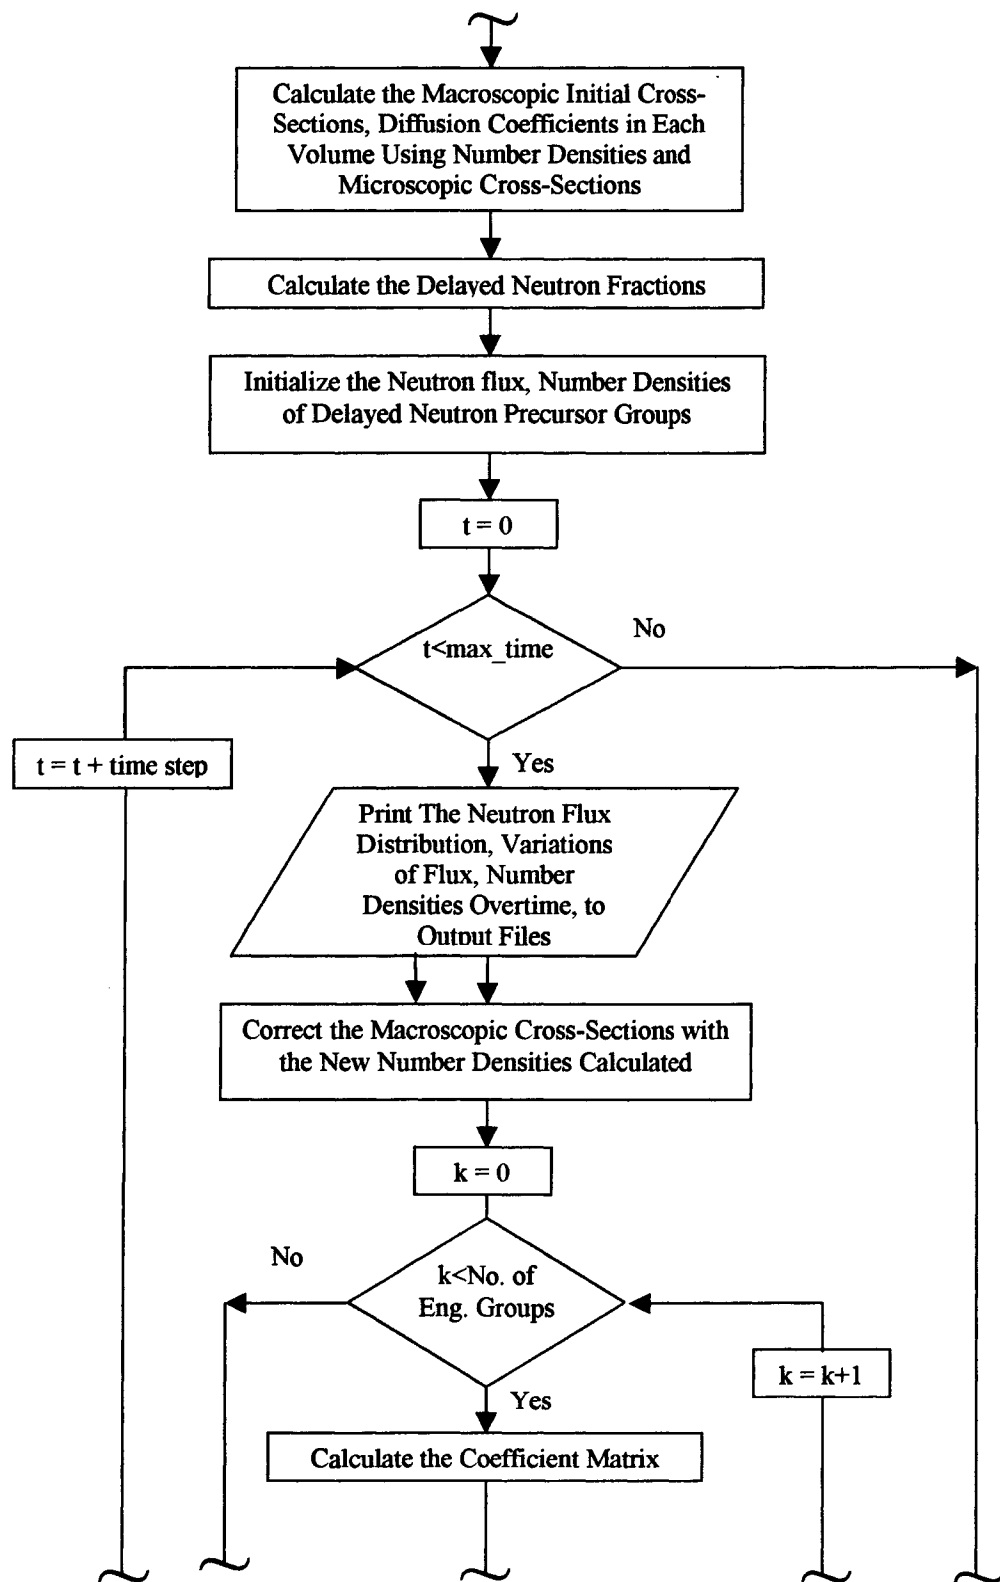 Calculate the Macroscopic Initial Cross-
Sections, Diffusion Coefficients in Each
Volume Using Number Densities and
Microscopic Cross-Sections
Calculate the Delayed Neutron Fractions
Initialize the Neutron flux, Number Densities
of Delayed Neutron Precursor Groups
t = 0
t<max_time
No
t = t + time step
Yes
Print The Neutron Flux
Distribution, Variations
of Flux, Number
Densities Overtime, to
Output Files
Correct the Macroscopic Cross-Sections with
the New Number Densities Calculated
k = 0
No
k<No. of
Eng. Groups
k = k+1
Yes
Calculate the Coefficient Matrix